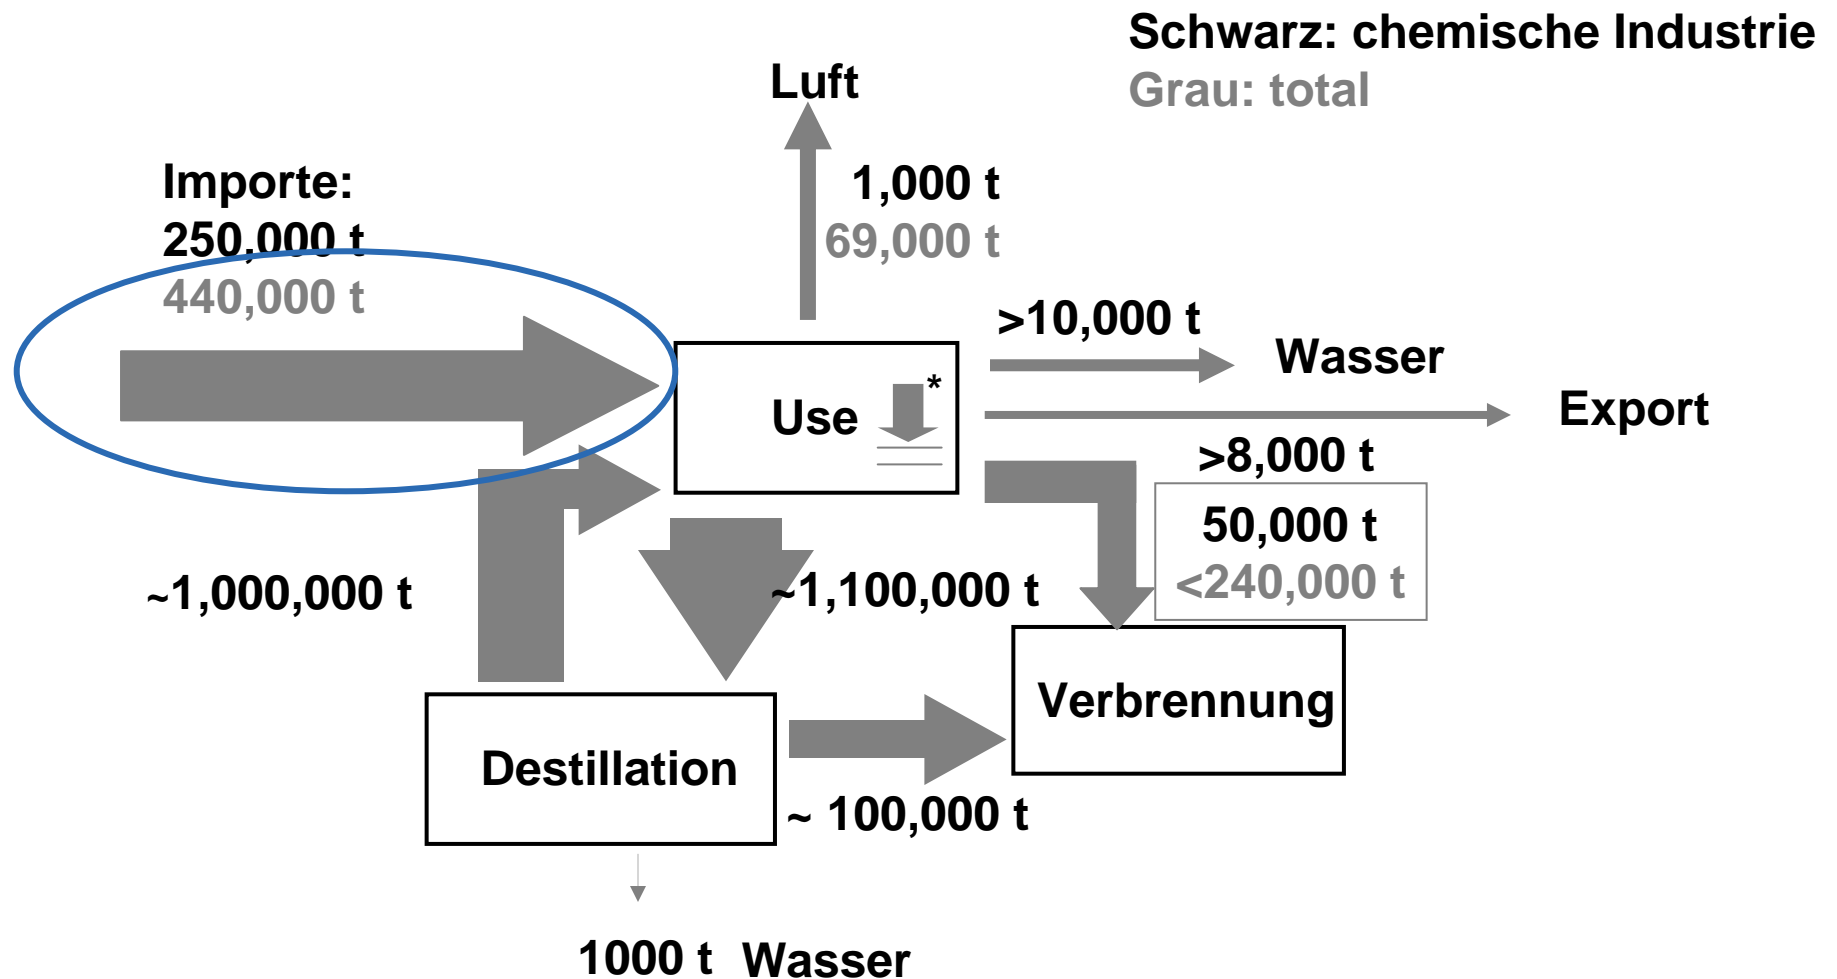 Schwarz: chemische Industrie
Grau: total
Luft
Importe:
250,000 t
440,000 t
1,000 t
69,000 t
>10,000 t
Wasser
Use
*
Export
>8,000 t
50,000 t
<240,000 t
~1,000,000 t
~1,100,000 t
Verbrennung
Destillation
~ 100,000 t
1000 t Wasser